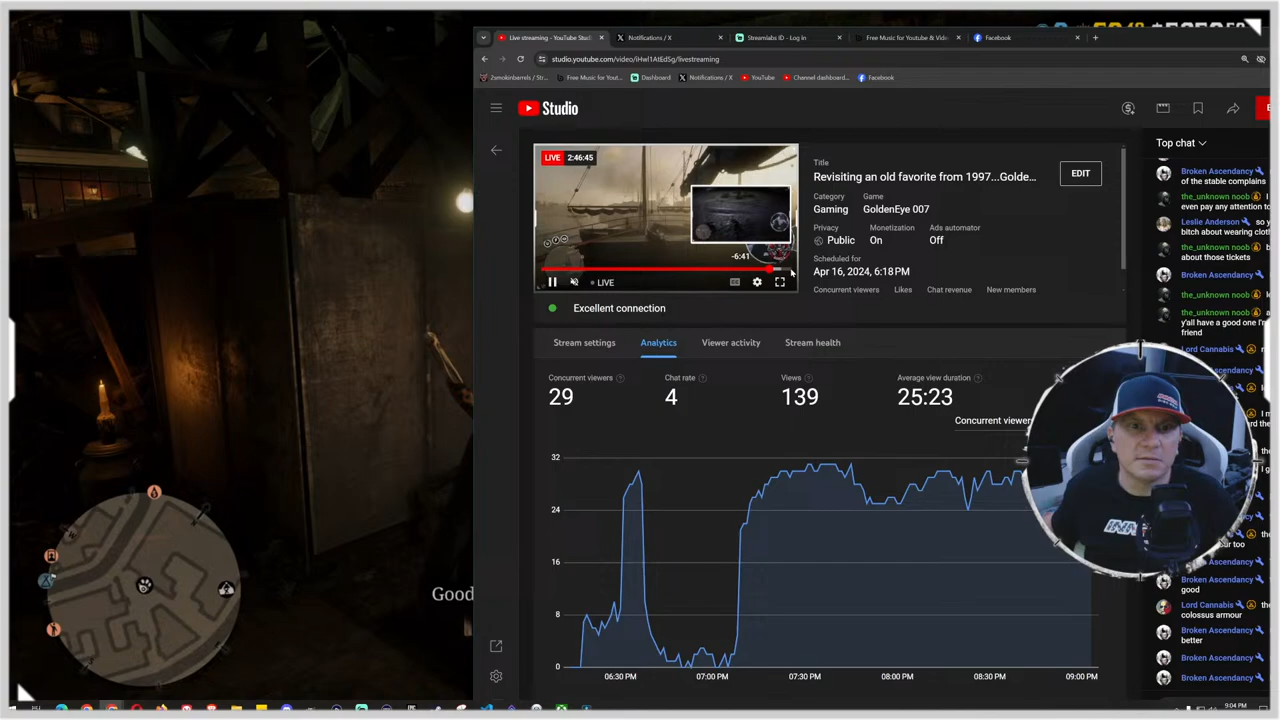 Live streaming - YouTube Studi
Notifications / X
Streamlabs ID - Log In
Free Music for Youtube & Vide
Facebook
studio.youtube.com/video/iHwl1AtEdSg/livestreaming
2smokinbarrels / Str...
Free Music for Yout...
Dashboard
Notifications / X
YouTube
Channel dashboard...
Facebook
Studio
LIVE 2:46:45
-6:41
LIVE
Title
Revisiting an old favorite from 1997...Golde...
EDIT
Category Game
Gaming GoldenEye 007
Privacy Monetization Ads automator
Public On Off
Scheduled for
Apr 16, 2024, 6:18 PM
Concurrent viewers Likes Chat revenue New members
Excellent connection
Stream settings Analytics Viewer activity Stream health
Concurrent viewers Chat rate Views Average view duration
29 4 139 25:23
Concurrent viewers
32
24
16
8
0
06:30 PM 07:00 PM 07:30 PM 08:00 PM 08:30 PM 09:00 PM
Top chat
Broken Ascendancy
of the stable complains
the_unknown noob
even pay any attention to
Leslie Anderson so y
bitch about wearing clot
the_unknown noob
about those tickets
Broken Ascendancy
the_unknown noob
the_unknown noob
y'all have a good one I'm
friend
Lord Cannabis
Broken Ascendancy
good
Lord Cannabis
colossus armour
Broken Ascendancy
better
Broken Ascendancy
Broken Ascendancy
Good
9:04 PM